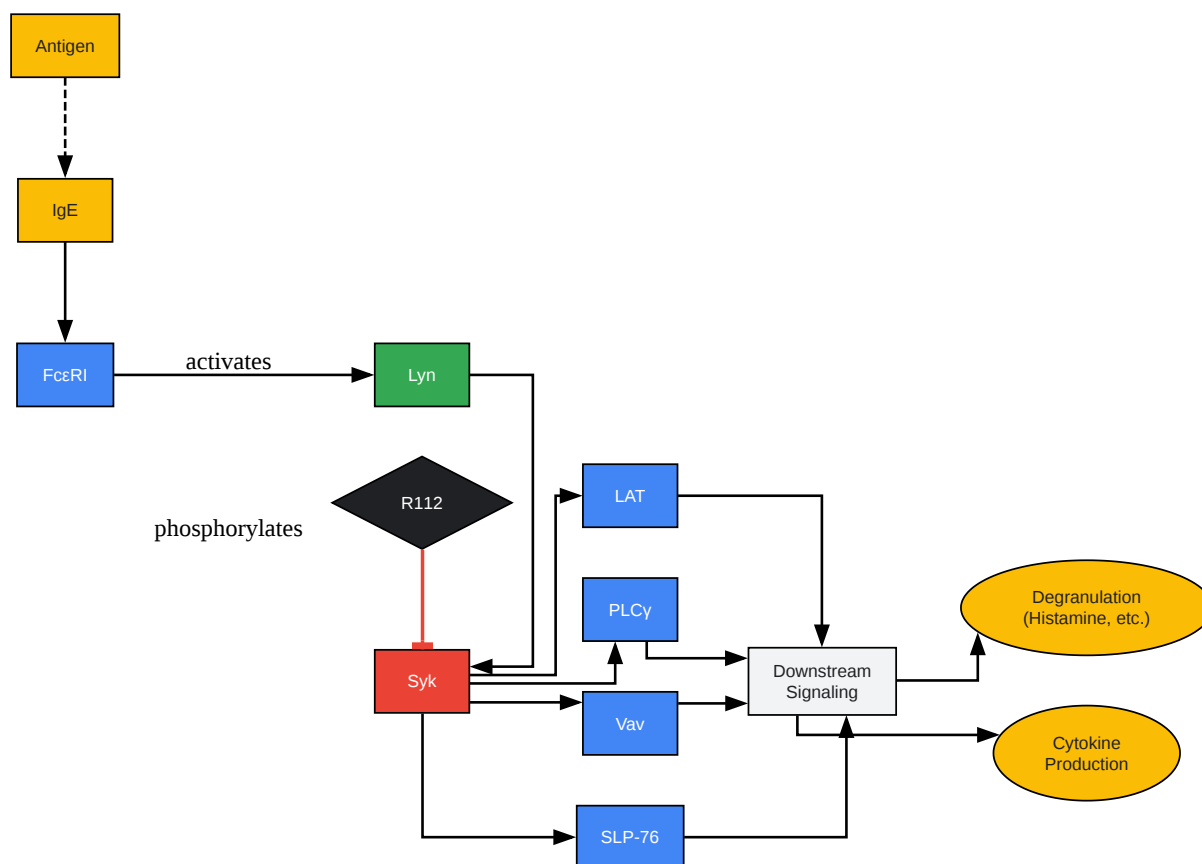 Antigen
IgE
FcεRI
activates
Lyn
R112
phosphorylates
LAT
PLCγ
Syk
Vav
SLP-76
Downstream
Signaling
Degranulation
(Histamine, etc.)
Cytokine
Production